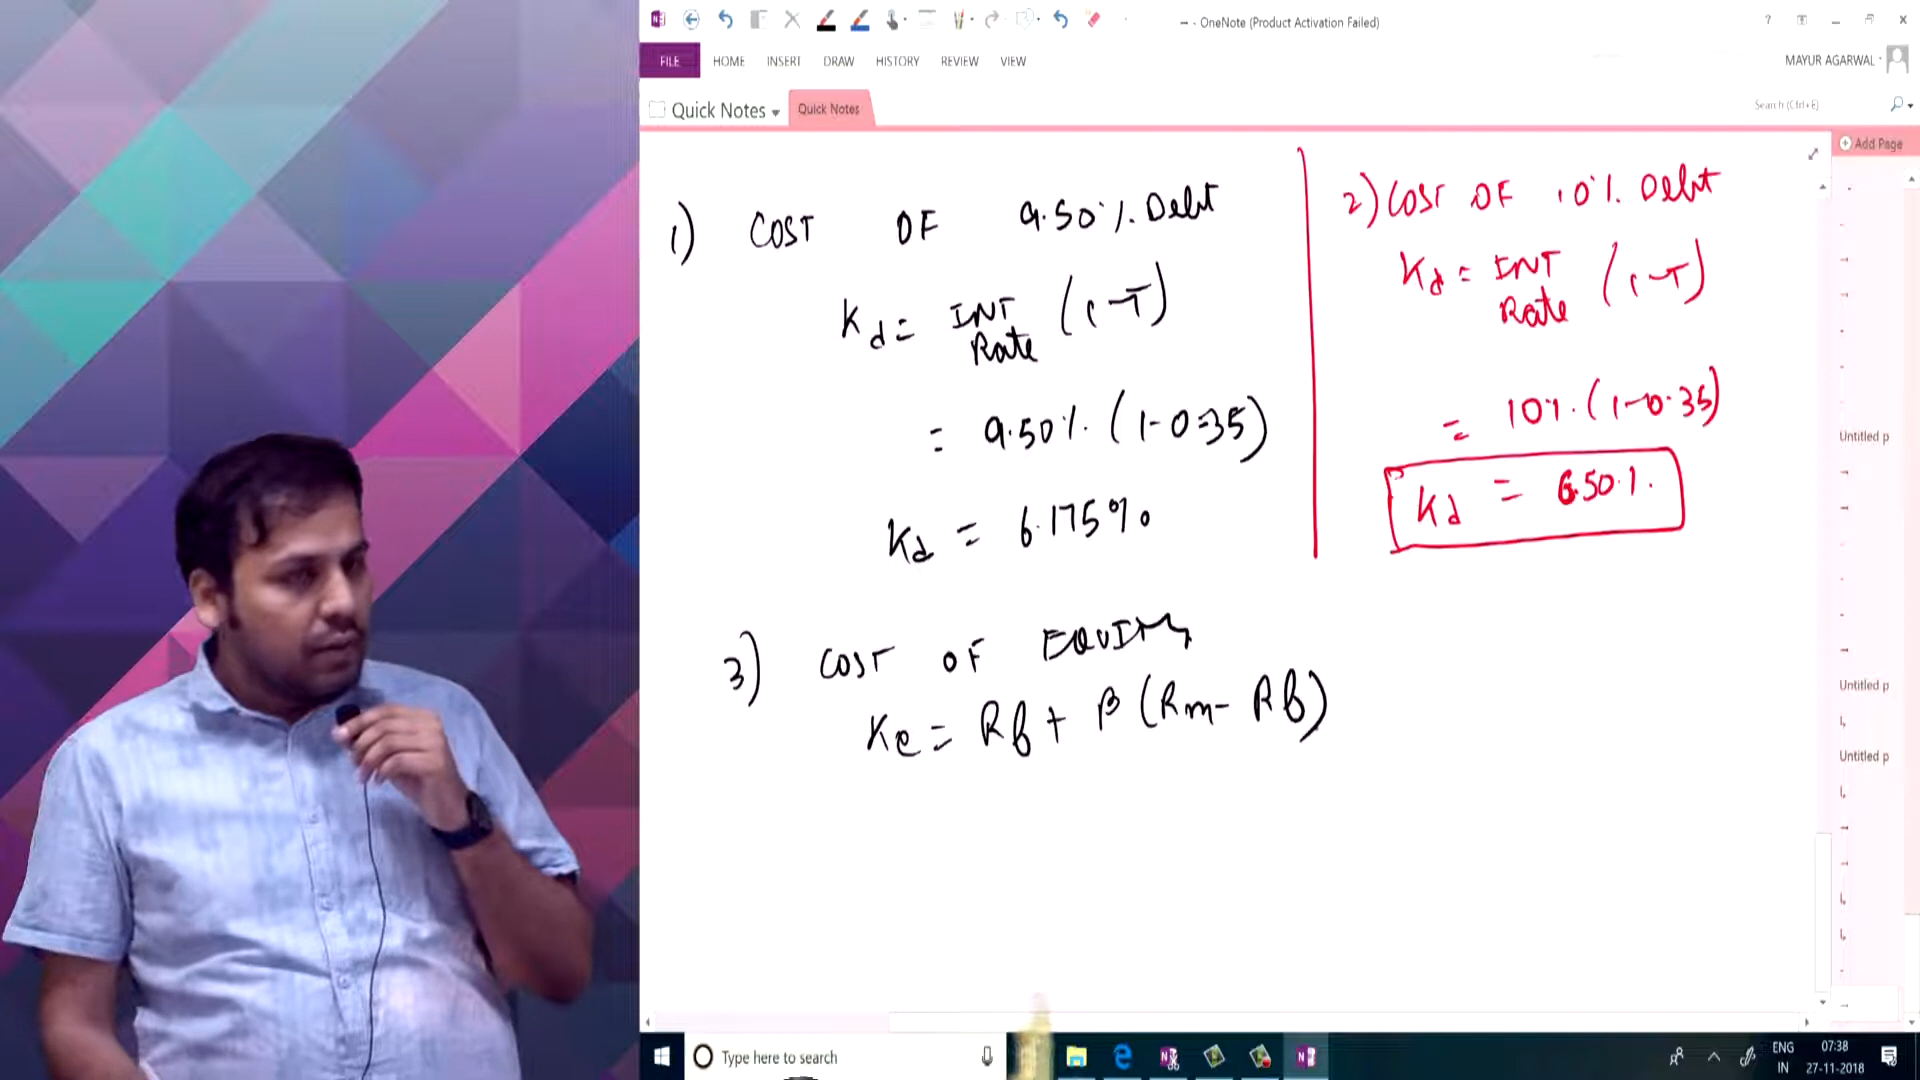 -- - OneNote (Product Activation Failed)
FILE HOME INSERT DRAW HISTORY REVIEW VIEW
MAYUR AGARWAL
Quick Notes
Quick Notes
Search (Ctrl+E)
Add Page
1) COST OF 9.50%. Debt
Kd = INT Rate (1-T)
= 9.50%. (1-0.35)
Kd = 6.175%
2) COST OF 10%. Debt
Kd = INT Rate (1-T)
= 10%. (1-0.35)
Kd = 6.50%.
3) COST OF EQUITY
Ke = Rf + β (Rm - Rf)
Untitled p
Untitled p
Untitled p
Type here to search
ENG
IN
07:38
27-11-2018